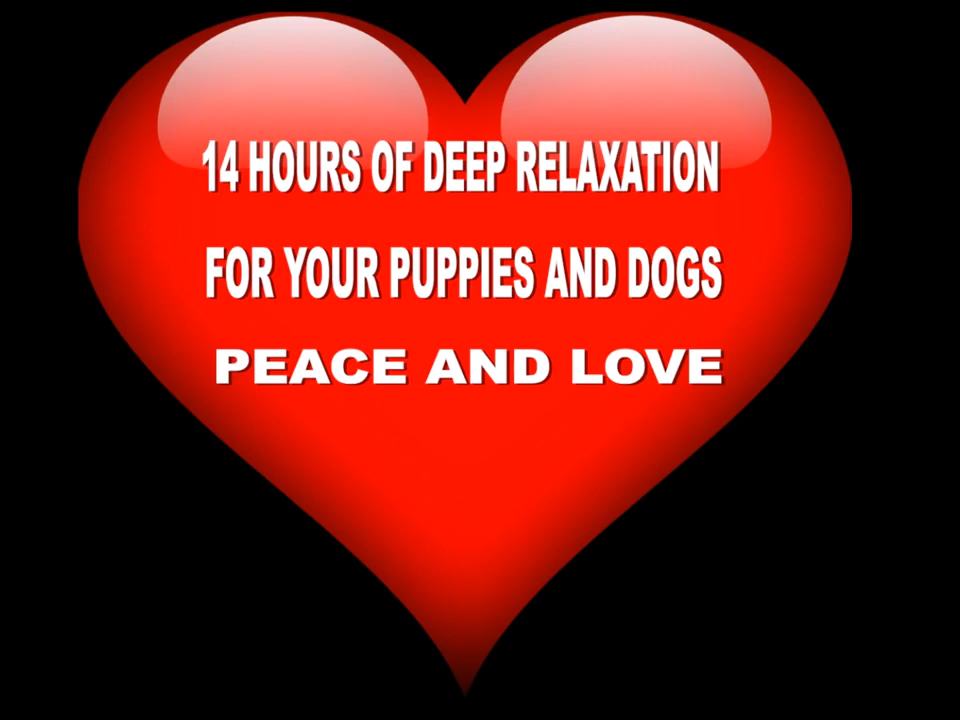 14 HOURS OF DEEP RELAXATION
FOR YOUR PUPPIES AND DOGS
PEACE AND LOVE